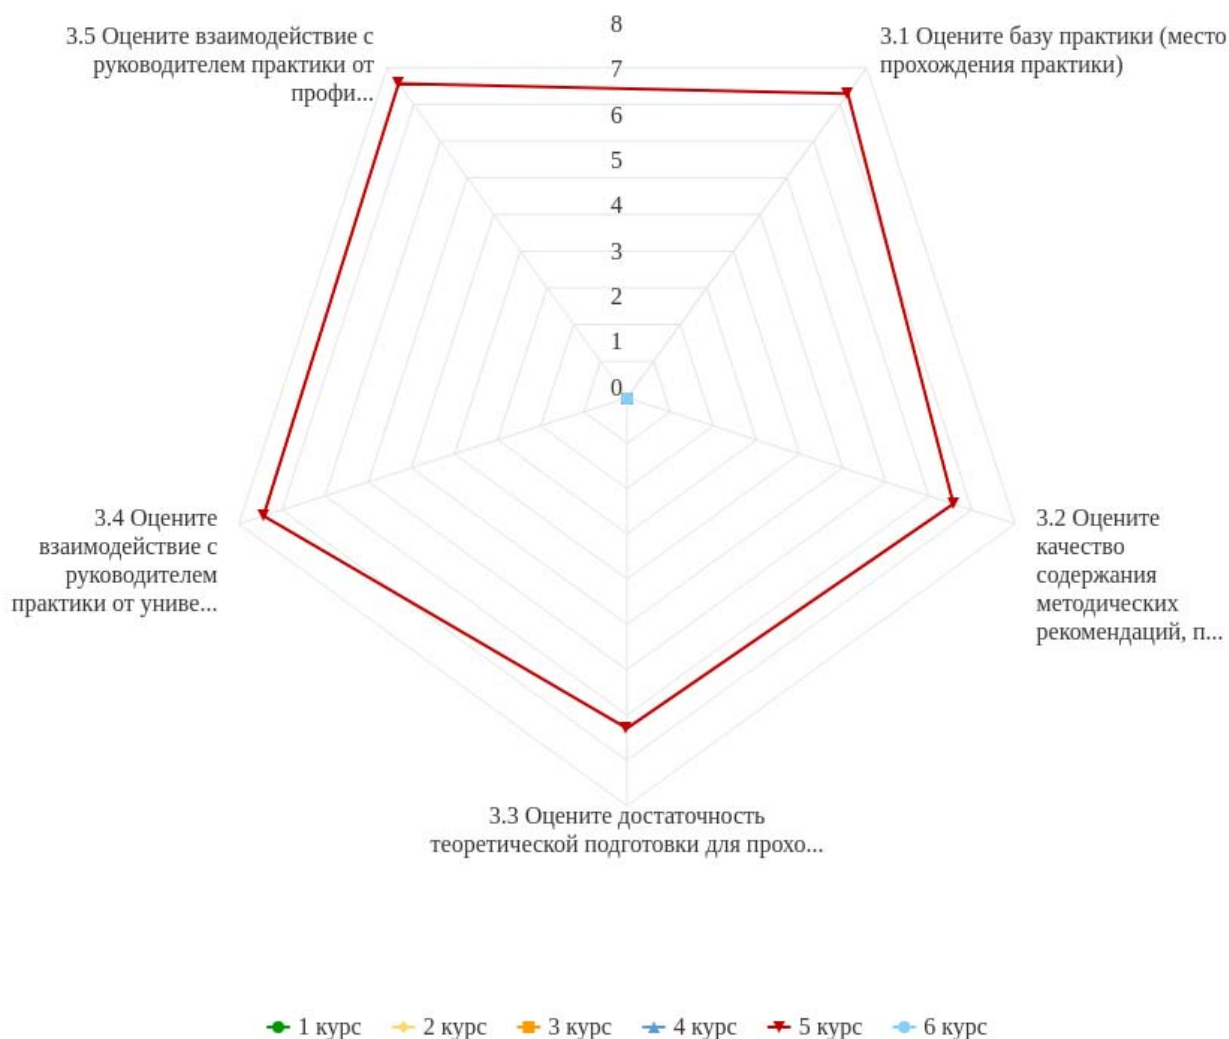 3.5 Оцените взаимодействие с
руководителем практики от
профи...
8
7
6
5
4
3
2
1
0
3.1 Оцените базу практики (место
прохождения практики)
3.4 Оцените
взаимодействие с
руководителем
практики от униве...
3.2 Оцените
качество
содержания
методических
рекомендаций, п...
3.3 Оцените достаточность
теоретической подготовки для прохо...
1 курс 2 курс 3 курс 4 курс 5 курс 6 курс